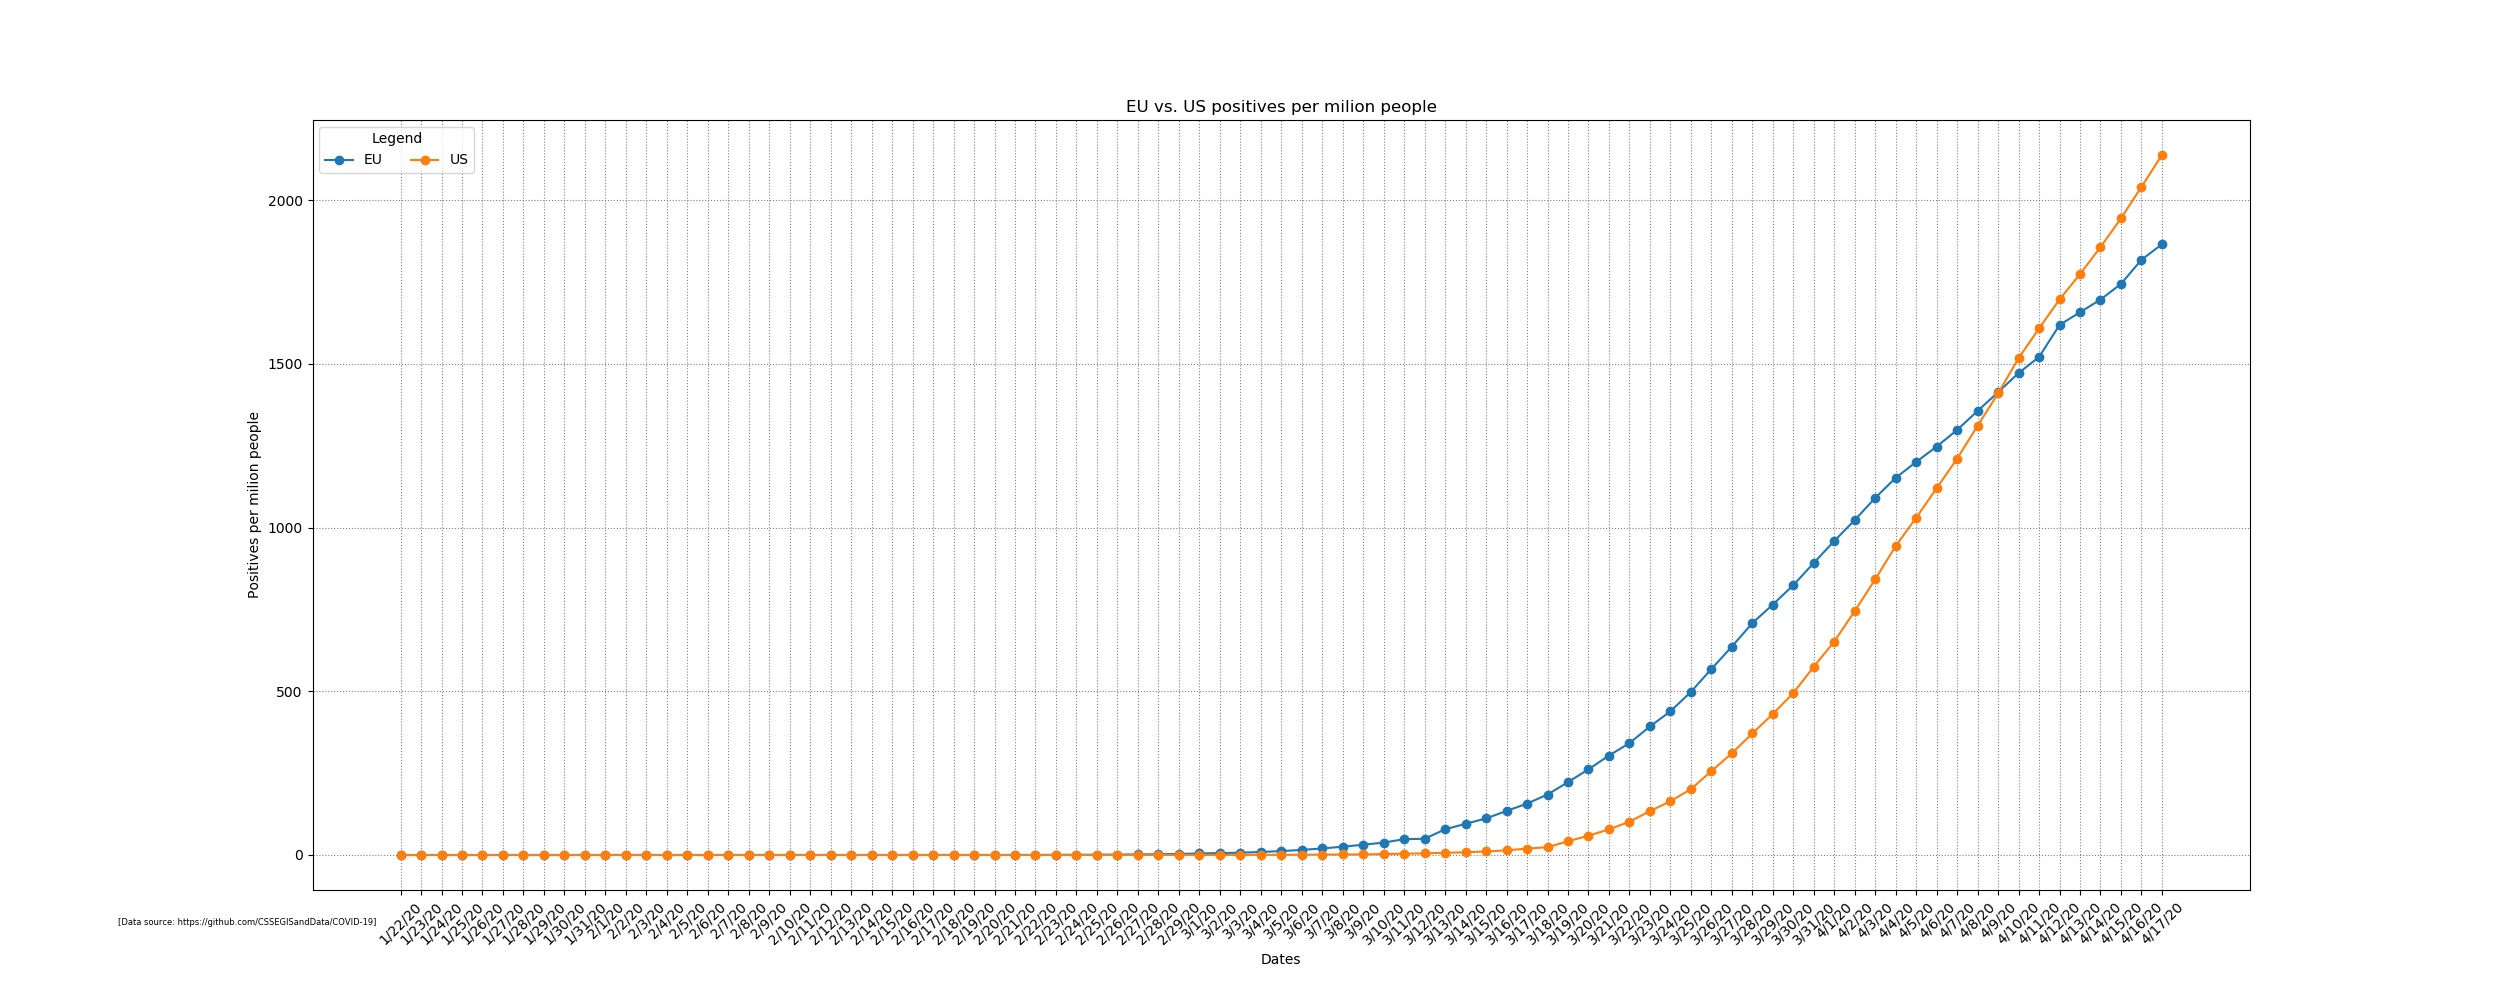 EU vs. US positives per milion people
Legend
EU US
2000
1500
1000
500
0
Positives per milion people
1/22/20 1/23/20 1/24/20 1/25/20 1/26/20 1/27/20 1/28/20 1/29/20 1/30/20 1/31/20 2/1/20 2/2/20 2/3/20 2/4/20 2/5/20 2/6/20 2/7/20 2/8/20 2/9/20 2/10/20 2/11/20 2/12/20 2/13/20 2/14/20 2/15/20 2/16/20 2/17/20 2/18/20 2/19/20 2/20/20 2/21/20 2/22/20 2/23/20 2/24/20 2/25/20 2/26/20 2/27/20 2/28/20 2/29/20 3/1/20 3/2/20 3/3/20 3/4/20 3/5/20 3/6/20 3/7/20 3/8/20 3/9/20 3/10/20 3/11/20 3/12/20 3/13/20 3/14/20 3/15/20 3/16/20 3/17/20 3/18/20 3/19/20 3/20/20 3/21/20 3/22/20 3/23/20 3/24/20 3/25/20 3/26/20 3/27/20 3/28/20 3/29/20 3/30/20 3/31/20 4/1/20 4/2/20 4/3/20 4/4/20 4/5/20 4/6/20 4/7/20 4/8/20 4/9/20 4/10/20 4/11/20 4/12/20 4/13/20 4/14/20 4/15/20 4/16/20 4/17/20
[Data source: https://github.com/CSSEGISandData/COVID-19]
Dates